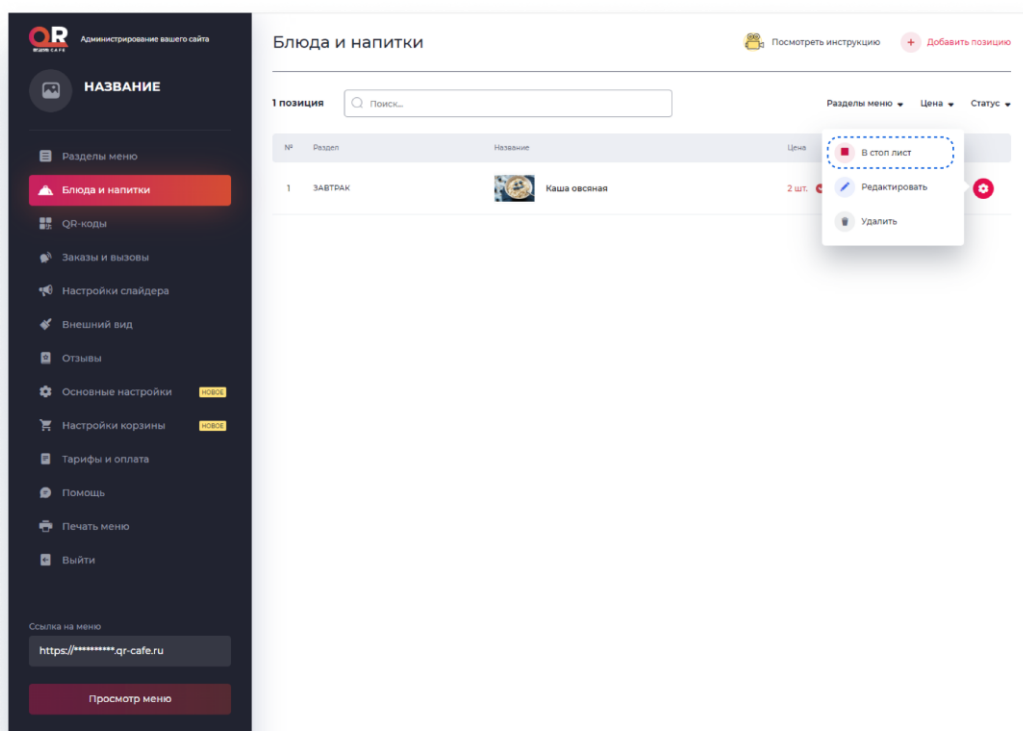 QR
Администрирование вашего сайта
НАЗВАНИЕ
Разделы меню
Блюда и напитки
QR-коды
Заказы и вызовы
Настройки слайдера
Внешний вид
Отзывы
Основные настройки НОВОЕ
Настройки корзины НОВОЕ
Тарифы и оплата
Помощь
Печать меню
Выйти
Ссылка на меню
https://**********.qr-cafe.ru
Просмотр меню
Блюда и напитки
Посмотреть инструкцию
+ Добавить позицию
1 позиция
Поиск...
Разделы меню Цена Статус
№ Раздел Название Цена
1 ЗАВТРАК Каша овсяная 2 шт.
В стоп лист
Редактировать
Удалить